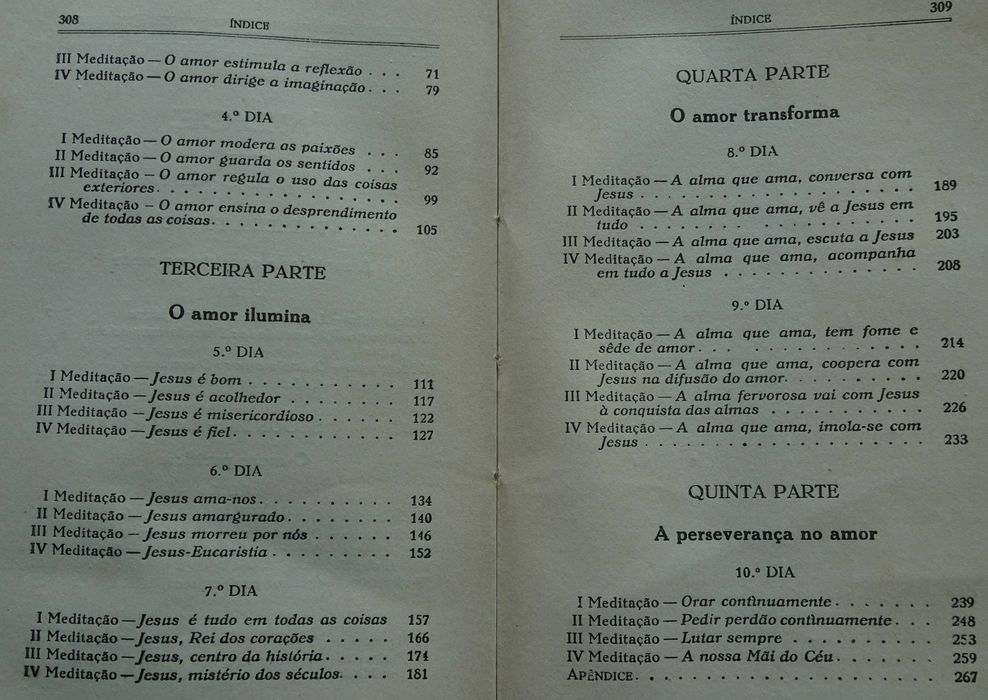 308
ÍNDICE
III Meditação — O amor estimula a reflexão . . . 71
IV Meditação — O amor dirige a imaginação . . . 79
4.º DIA
I Meditação — O amor modera as paixões . . . 85
II Meditação — O amor guarda os sentidos . . . 92
III Meditação — O amor regula o uso das coisas
exteriores. . . . . . . . . . . . . . 99
IV Meditação — O amor ensina o desprendimento
de todas as coisas. . . . . . . . . . . 105
TERCEIRA PARTE
O amor ilumina
5.º DIA
I Meditação — Jesus é bom . . . . . . . . . . . 111
II Meditação — Jesus é acolhedor . . . . . . . . 117
III Meditação — Jesus é misericordioso . . . . . . 122
IV Meditação — Jesus é fiel. . . . . . . . . . . . 127
6.º DIA
I Meditação — Jesus ama-nos. . . . . . . . . . 134
II Meditação — Jesus amargurado. . . . . . . . 140
III Meditação — Jesus morreu por nós . . . . . . 146
IV Meditação — Jesus-Eucaristia . . . . . . . . . 152
7.º DIA
I Meditação — Jesus é tudo em todas as coisas 157
II Meditação — Jesus, Rei dos corações . . . . . 166
III Meditação — Jesus, centro da história. . . . . 174
IV Meditação — Jesus, mistério dos séculos. . . . 181
309
ÍNDICE
QUARTA PARTE
O amor transforma
8.º DIA
I Meditação — A alma que ama, conversa com
Jesus . . . . . . . . . . . . . . . . . . 189
II Meditação — A alma que ama, vê a Jesus em
tudo . . . . . . . . . . . . . . . . . . 195
III Meditação — A alma que ama, escuta a Jesus 203
IV Meditação — A alma que ama, acompanha
em tudo a Jesus . . . . . . . . . . . . 208
9.º DIA
I Meditação — A alma que ama, tem fome e
sêde de amor . . . . . . . . . . . . . . 214
II Meditação — A alma que ama, coopera com
Jesus na difusão do amor. . . . . . . . . 220
III Meditação — A alma fervorosa vai com Jesus
à conquista das almas . . . . . . . . . . 226
IV Meditação — A alma que ama, imola-se com
Jesus . . . . . . . . . . . . . . . . . . 233
QUINTA PARTE
A perseverança no amor
10.º DIA
I Meditação — Orar contìnuamente . . . . . . . 239
II Meditação — Pedir perdão contìnuamente . . . 248
III Meditação — Lutar sempre . . . . . . . . . . 253
IV Meditação — A nossa Mãi do Céu . . . . . . . 259
APÊNDICE. . . . . . . . . . . . . . . . . . . . 267